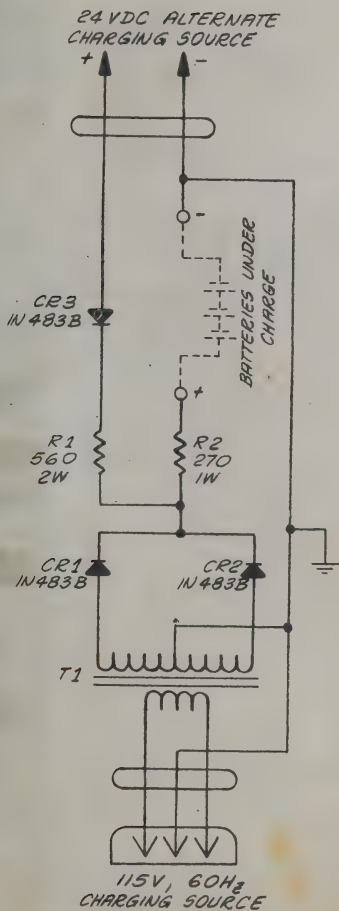 24 VDC ALTERNATE
CHARGING SOURCE
+ -
-
BATTERIES UNDER
CHARGE
CR3
IN483B
+
R1
560
2W
R2
270
1W
CR1
IN483B
CR2
IN483B
T1
115V, 60HZ
CHARGING SOURCE